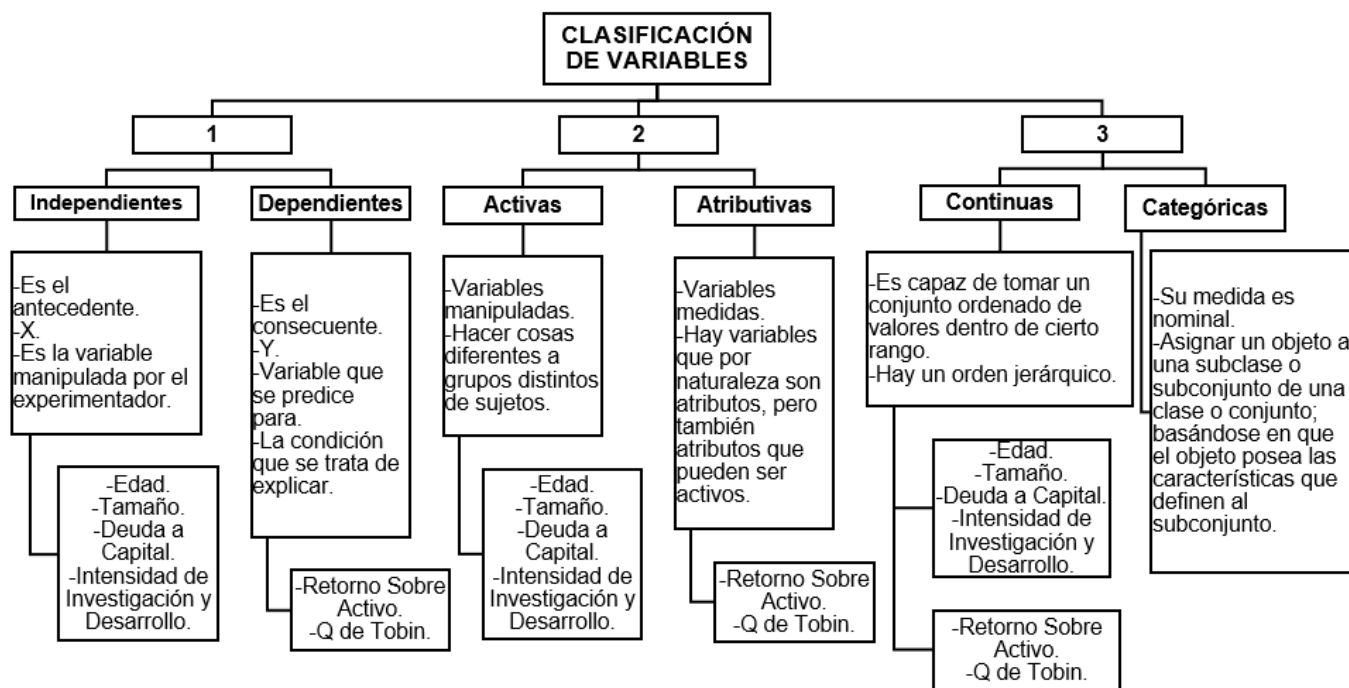 CLASIFICACIÓN
DE VARIABLES
1
Independientes
-Es el
antecedente.
-X.
-Es la variable
manipulada por el
experimentador.
-Edad.
-Tamaño.
-Deuda a
Capital.
-Intensidad de
Investigación y
Desarrollo.
Dependientes
-Es el
consecuente.
-Y.
-Variable que
se predice
para.
-La condición
que se trata de
explicar.
-Retorno Sobre
Activo.
-Q de Tobin.
2
Activas
-Variables
manipuladas.
-Hacer cosas
diferentes a
grupos distintos
de sujetos.
-Edad.
-Tamaño.
-Deuda a
Capital.
-Intensidad de
Investigación y
Desarrollo.
Atributivas
-Variables
medidas.
-Hay variables
que por
naturaleza son
atributos, pero
también
atributos que
pueden ser
activos.
-Retorno Sobre
Activo.
-Q de Tobin.
3
Continuas
-Es capaz de tomar un
conjunto ordenado de
valores dentro de cierto
rango.
-Hay un orden jerárquico.
-Edad.
-Tamaño.
-Deuda a Capital.
-Intensidad de
Investigación y
Desarrollo.
-Retorno Sobre
Activo.
-Q de Tobin.
Categóricas
-Su medida es
nominal.
-Asignar un objeto a
una subclase o
subconjunto de una
clase o conjunto;
basándose en que
el objeto posea las
características que
definen al
subconjunto.